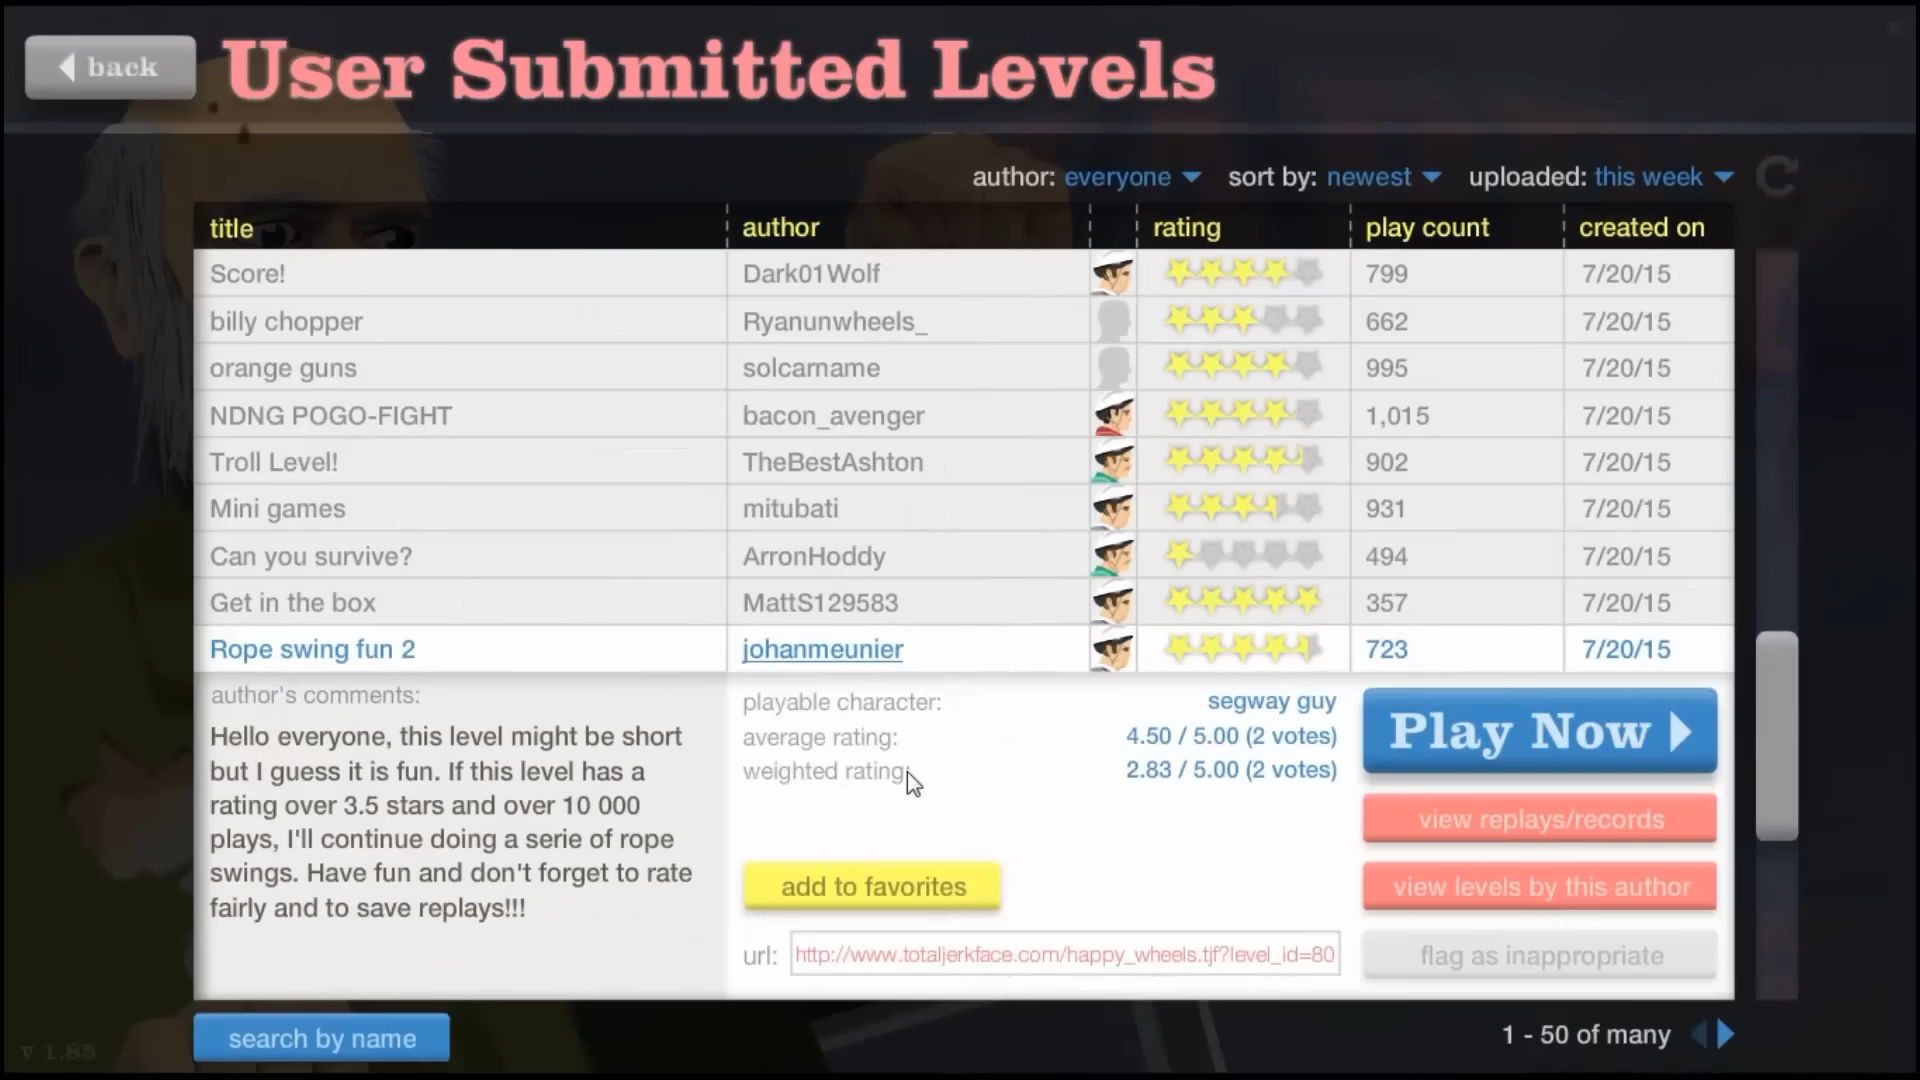 back
User Submitted Levels
author: everyone sort by: newest uploaded: this week
title author rating play count created on
Score! Dark01Wolf 799 7/20/15
billy chopper Ryanunwheels_ 662 7/20/15
orange guns solcarname 995 7/20/15
NDNG POGO-FIGHT bacon_avenger 1,015 7/20/15
Troll Level! TheBestAshton 902 7/20/15
Mini games mitubati 931 7/20/15
Can you survive? ArronHoddy 494 7/20/15
Get in the box MattS129583 357 7/20/15
Rope swing fun 2 johanmeunier 723 7/20/15
author's comments:
Hello everyone, this level might be short
but I guess it is fun. If this level has a
rating over 3.5 stars and over 10 000
plays, I'll continue doing a serie of rope
swings. Have fun and don't forget to rate
fairly and to save replays!!!
playable character: segway guy
average rating: 4.50 / 5.00 (2 votes)
weighted rating: 2.83 / 5.00 (2 votes)
add to favorites
url: http://www.totaljerkface.com/happy_wheels.tjf?level_id=80
Play Now
view replays/records
view levels by this author
flag as inappropriate
search by name
1 - 50 of many
v 1.85